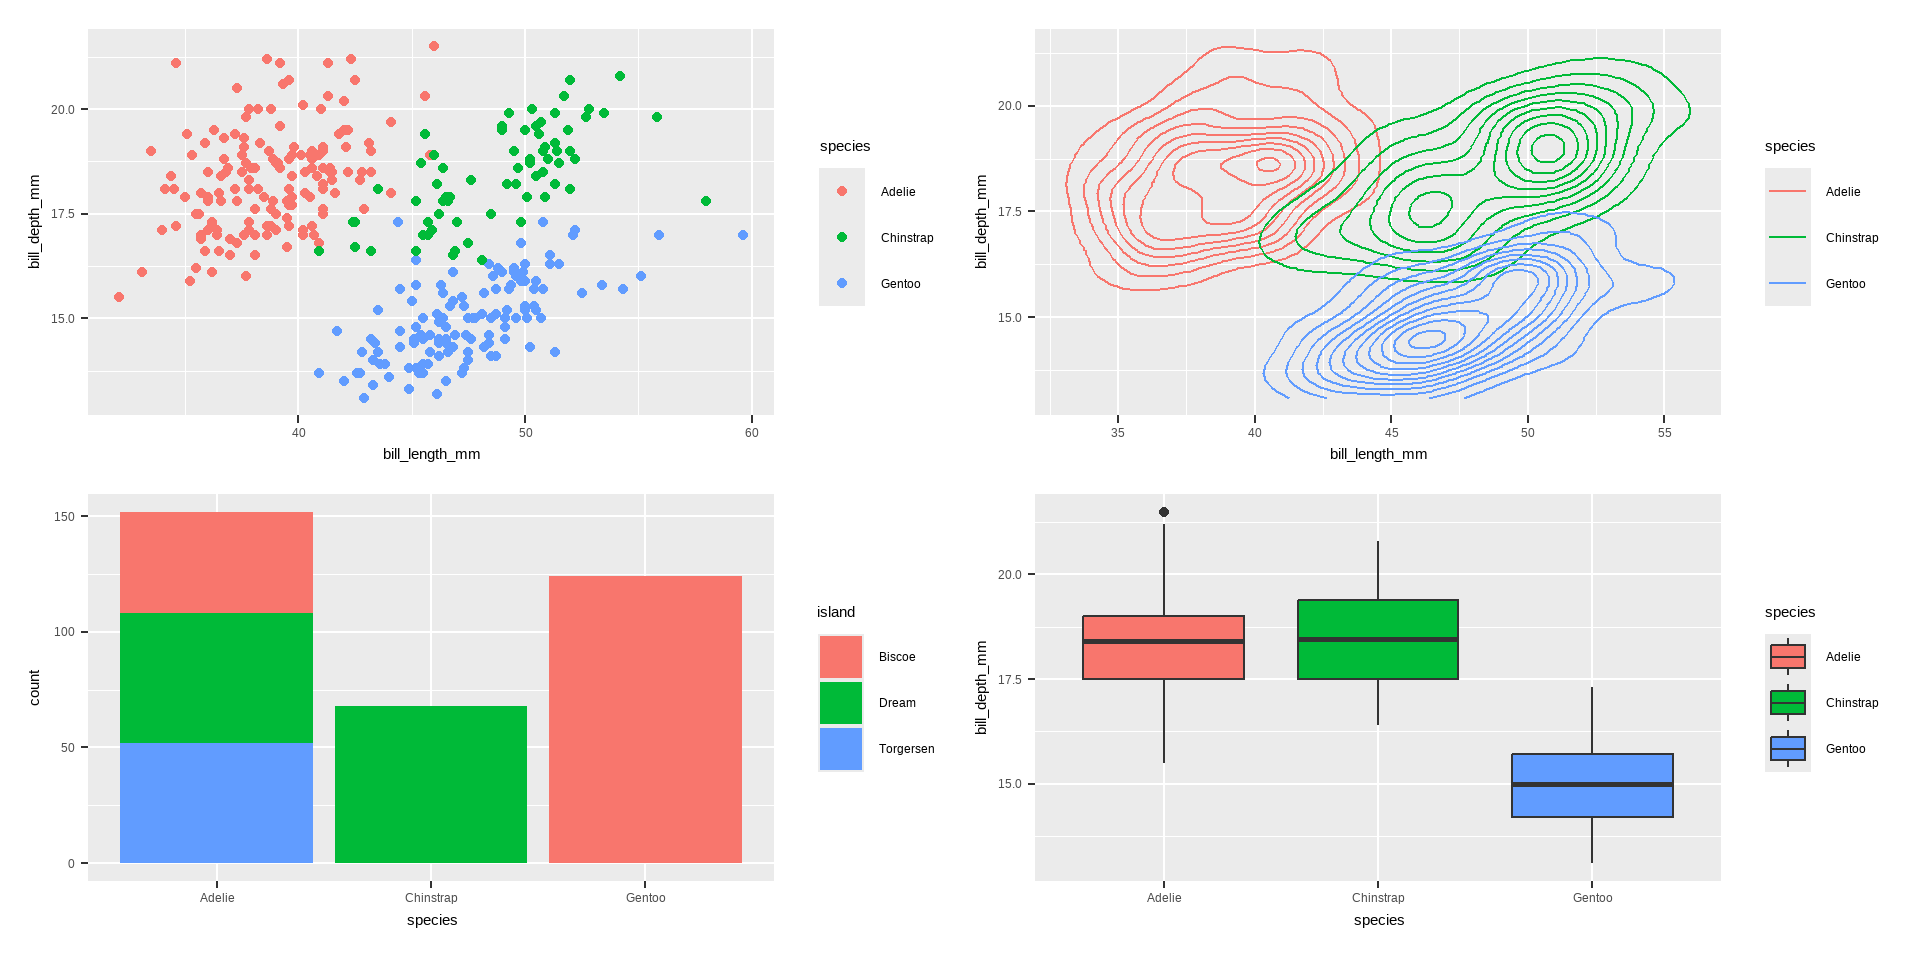 20.0
17.5
15.0
bill_depth_mm
40
50
60
bill_length_mm
species
Adelie
Chinstrap
Gentoo
20.0
17.5
15.0
bill_depth_mm
35
40
45
50
55
bill_length_mm
species
Adelie
Chinstrap
Gentoo
150
100
50
0
count
Adelie
Chinstrap
Gentoo
species
island
Biscoe
Dream
Torgersen
20.0
17.5
15.0
bill_depth_mm
Adelie
Chinstrap
Gentoo
species
species
Adelie
Chinstrap
Gentoo